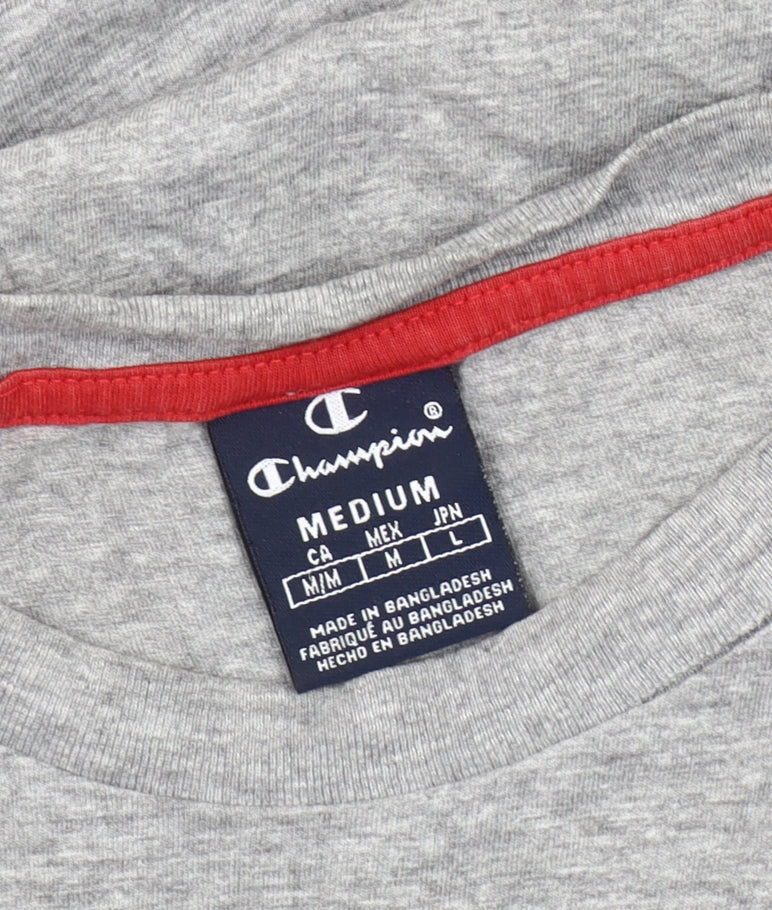 C
Champion®
MEDIUM
CA MEX JPN
M/M M L
MADE IN BANGLADESH
FABRIQUÉ AU BANGLADESH
HECHO EN BANGLADESH